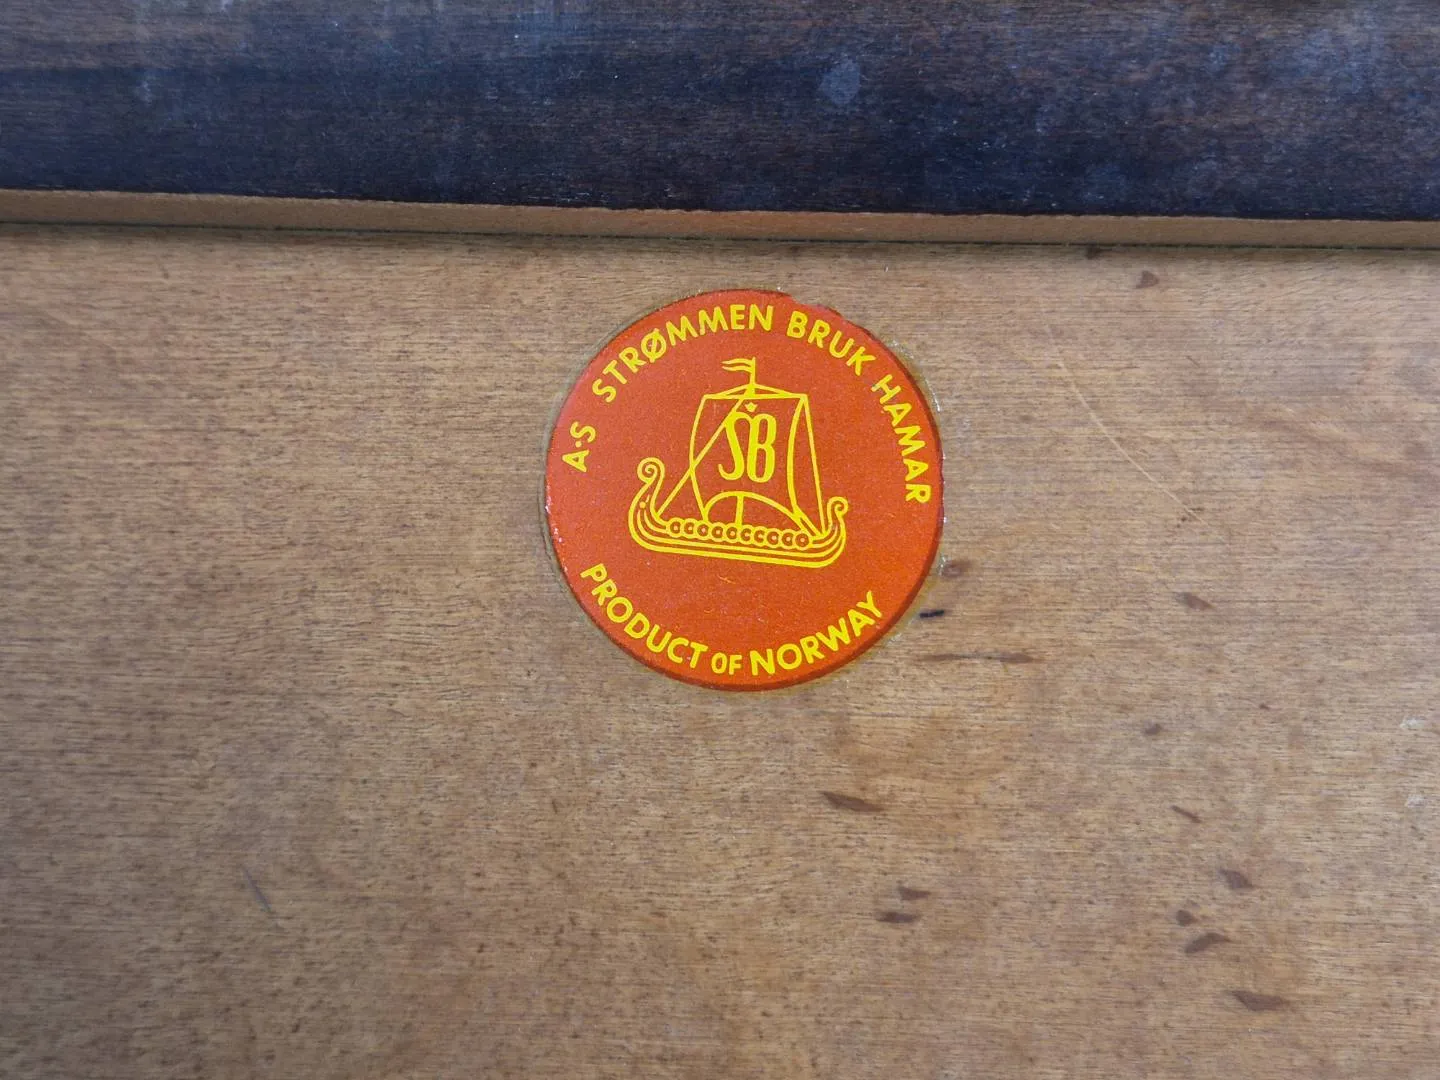 A·S STRØMMEN BRUK HAMAR
SB
PRODUCT OF NORWAY